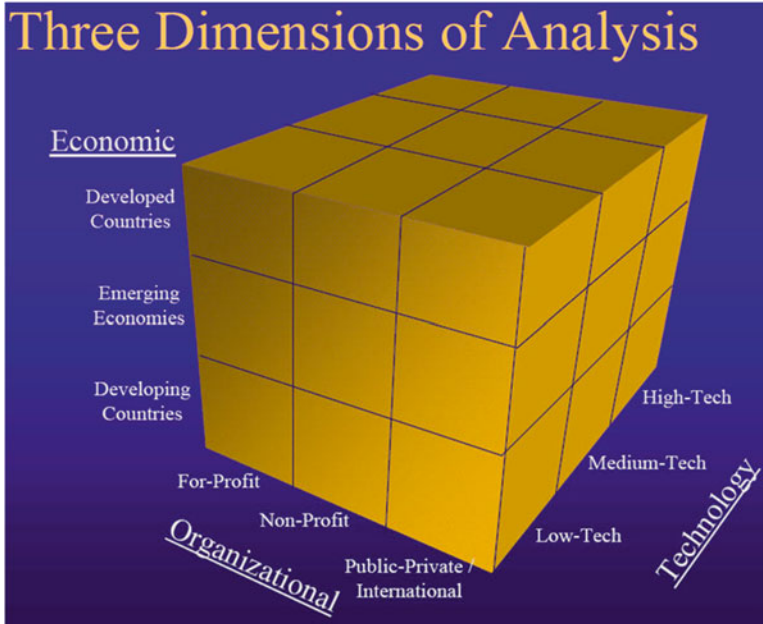 Three Dimensions of Analysis
Economic
Developed
Countries
Emerging
Economies
Developing
Countries
For-Profit
Non-Profit
Public-Private /
International
Organizational
Low-Tech
Medium-Tech
High-Tech
Technology